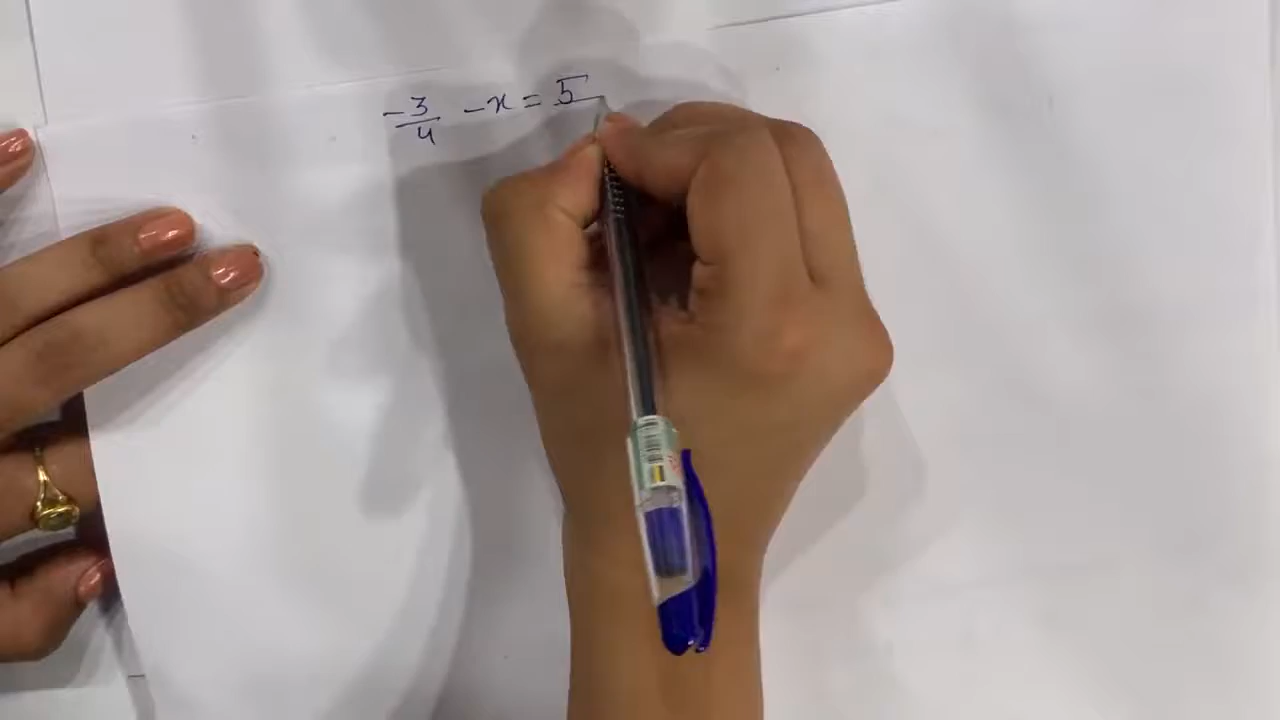 -3/4 - x = 5/